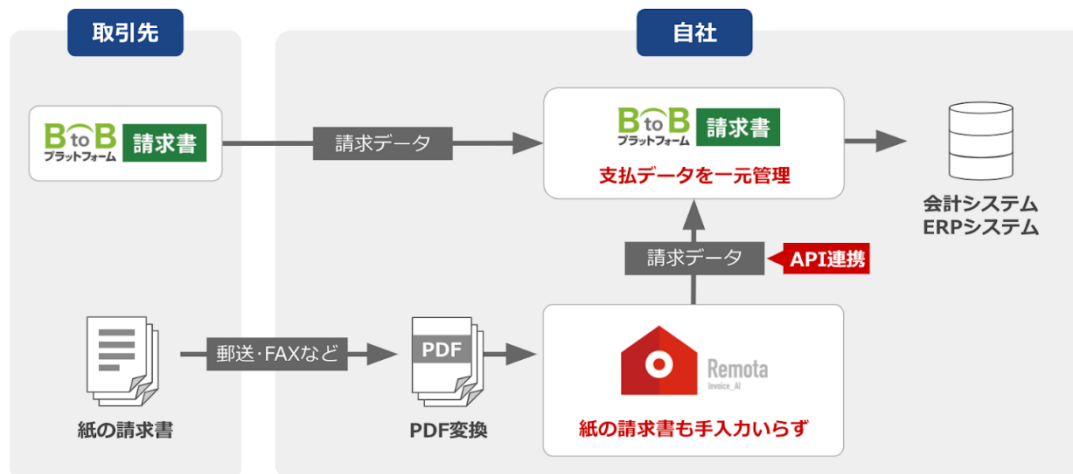 取引先
自社
BtoB
プラットフォーム
請求書
請求データ
BtoB
プラットフォーム
請求書
支払データを一元管理
会計システム
ERPシステム
請求データ
API連携
郵送・FAXなど
PDF
Remota
Invoice_AI
紙の請求書
PDF変換
紙の請求書も手入力いらず